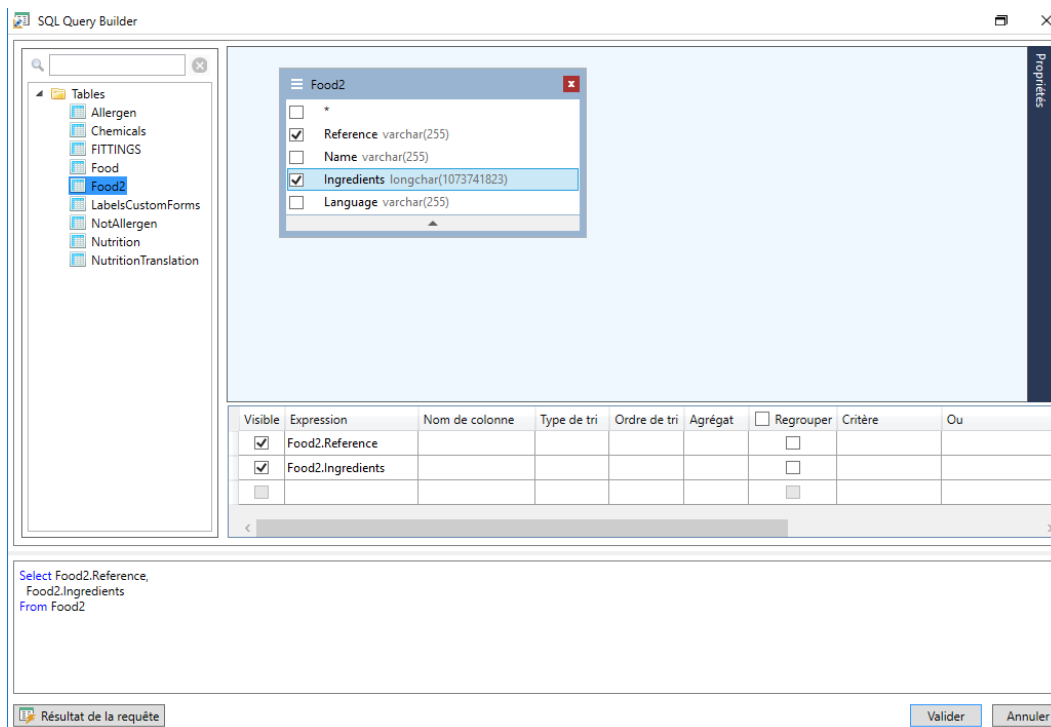 SQL Query Builder
Tables
Allergen
Chemicals
FITTINGS
Food
Food2
LabelsCustomForms
NotAllergen
Nutrition
NutritionTranslation
Food2
*
Reference varchar(255)
Name varchar(255)
Ingredients longchar(1073741823)
Language varchar(255)
Propriétés
Visible Expression Nom de colonne Type de tri Ordre de tri Agrégat Regrouper Critère Ou
Food2.Reference
Food2.Ingredients
Select Food2.Reference,
Food2.Ingredients
From Food2
Résultat de la requête Valider Annuler